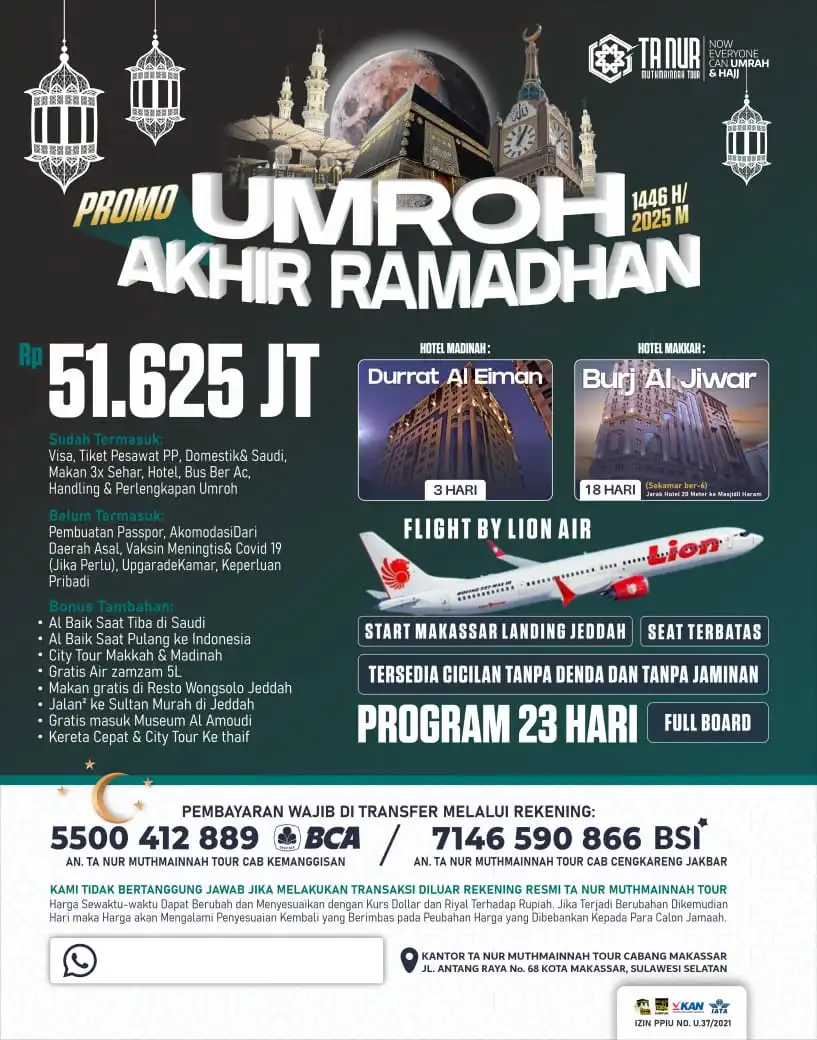 TA NUR
MUTHMAINNAH TOUR
NOW
EVERYONE
CAN UMRAH
& HAJJ
PROMO
UMROH
1446 H/
2025 M
AKHIR RAMADHAN
Rp 51.625 JT
Sudah Termasuk:
Visa, Tiket Pesawat PP, Domestik& Saudi,
Makan 3x Sehar, Hotel, Bus Ber Ac,
Handling & Perlengkapan Umroh
Belum Termasuk:
Pembuatan Passpor, AkomodasiDari
Daerah Asal, Vaksin Meningtis& Covid 19
(Jika Perlu), UpgaradeKamar, Keperluan
Pribadi
Bonus Tambahan:
• Al Baik Saat Tiba di Saudi
• Al Baik Saat Pulang ke Indonesia
• City Tour Makkah & Madinah
• Gratis Air zamzam 5L
• Makan gratis di Resto Wongsolo Jeddah
• Jalan² ke Sultan Murah di Jeddah
• Gratis masuk Museum Al Amoudi
• Kereta Cepat & City Tour Ke thaif
HOTEL MADINAH :
Durrat Al Eiman
3 HARI
HOTEL MAKKAH :
Burj Al Jiwar
18 HARI
(Sekamar ber-6)
Jarak Hotel 20 Meter ke Masjidil Haram
FLIGHT BY LION AIR
Lion
BOEING 737 MAX 10
START MAKASSAR LANDING JEDDAH
SEAT TERBATAS
TERSEDIA CICILAN TANPA DENDA DAN TANPA JAMINAN
PROGRAM 23 HARI
FULL BOARD
PEMBAYARAN WAJIB DI TRANSFER MELALUI REKENING:
5500 412 889 BCA / 7146 590 866 BSI
AN. TA NUR MUTHMAINNAH TOUR CAB KEMANGGISAN
AN. TA NUR MUTHMAINNAH TOUR CAB CENGKARENG JAKBAR
KAMI TIDAK BERTANGGUNG JAWAB JIKA MELAKUKAN TRANSAKSI DILUAR REKENING RESMI TA NUR MUTHMAINNAH TOUR
Harga Sewaktu-waktu Dapat Berubah dan Menyesuaikan dengan Kurs Dollar dan Riyal Terhadap Rupiah. Jika Terjadi Berubahan Dikemudian
Hari maka Harga akan Mengalami Penyesuaian Kembali yang Berimbas pada Peubahan Harga yang Dibebankan Kepada Para Calon Jamaah.
KANTOR TA NUR MUTHMAINNAH TOUR CABANG MAKASSAR
JL. ANTANG RAYA No. 68 KOTA MAKASSAR, SULAWESI SELATAN
KAN
IATA
IZIN PPIU NO. U.37/2021